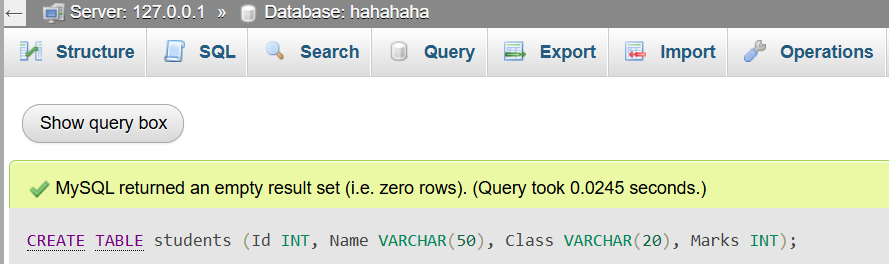 ← Server: 127.0.0.1 » Database: hahahaha
Structure SQL Search Query Export Import Operations
Show query box
MySQL returned an empty result set (i.e. zero rows). (Query took 0.0245 seconds.)
CREATE TABLE students (Id INT, Name VARCHAR(50), Class VARCHAR(20), Marks INT);